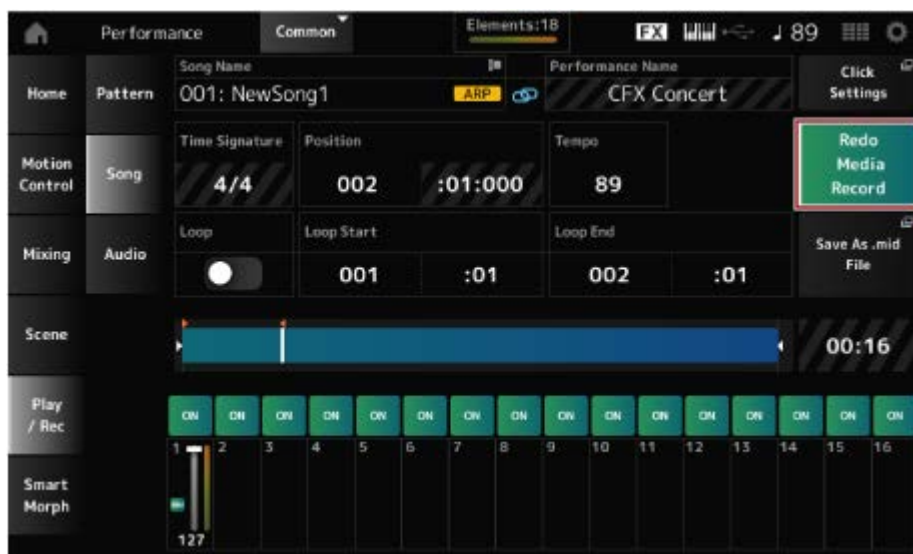 Performance
Common
Elements:18
FX
♩ 89
Home
Pattern
Song Name
001: NewSong1
ARP
Performance Name
CFX Concert
Click
Settings
Motion
Control
Song
Time Signature
4/4
Position
002 :01:000
Tempo
89
Redo
Media
Record
Mixing
Audio
Loop
Loop Start
001 :01
Loop End
002 :01
Save As .mid
File
Scene
00:16
Play
/ Rec
ON ON ON ON ON ON ON ON ON ON ON ON ON ON ON ON
1 2 3 4 5 6 7 8 9 10 11 12 13 14 15 16
Smart
Morph
127